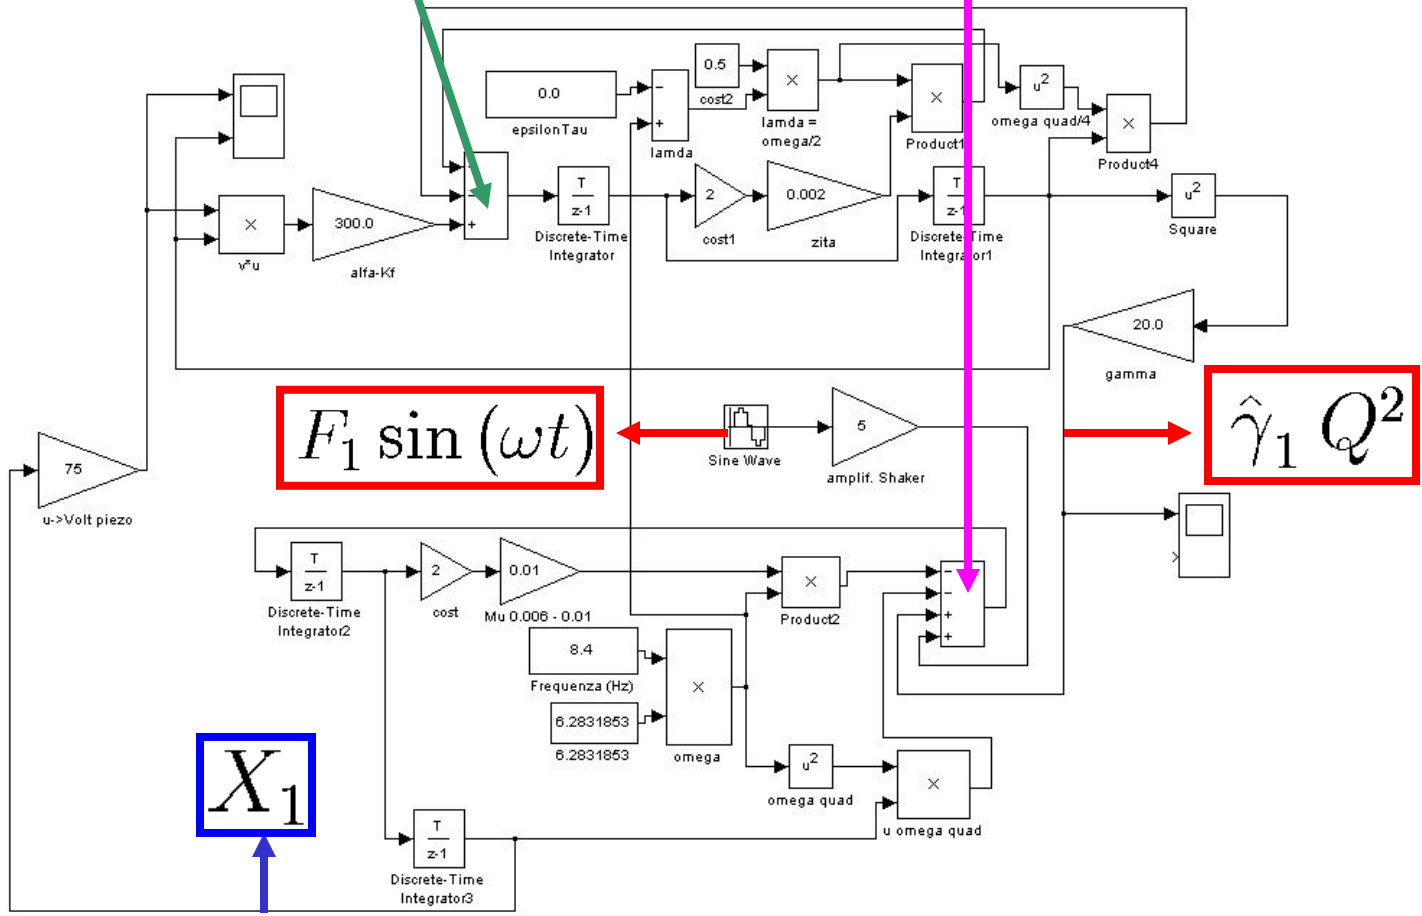 0.5
cost2
×
lamda =
omega/2
0.0
epsilonTau
−
+
lamda
×
Product1
u²
omega quad/4
×
Product4
×
v*u
300.0
alfa-Kf
+
T
z-1
Discrete-Time
Integrator
2
cost1
0.002
zita
T
z-1
Discrete-Time
Integrator1
u²
Square
20.0
gamma
F₁ sin (ωt)
Sine Wave
5
amplif. Shaker
γ̂₁ Q²
75
u->Volt piezo
T
z-1
Discrete-Time
Integrator2
2
cost
0.01
Mu 0.006 - 0.01
×
Product2
−
−
+
+
8.4
Frequenza (Hz)
6.2831853
6.2831853
×
omega
u²
omega quad
×
u omega quad
X₁
T
z-1
Discrete-Time
Integrator3